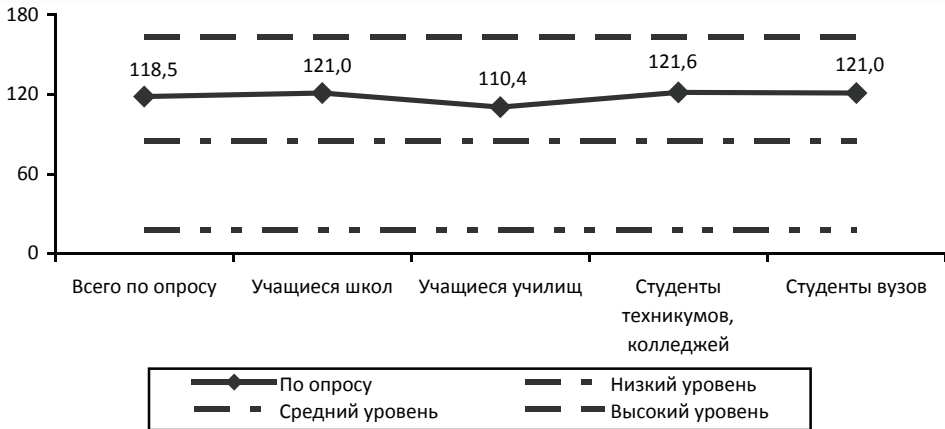 180
118,5 121,0 110,4 121,6 121,0
120
60
0
Всего по опросу Учащиеся школ Учащиеся училищ Студенты Студенты вузов
техникумов,
колледжей
По опросу Низкий уровень
Средний уровень Высокий уровень